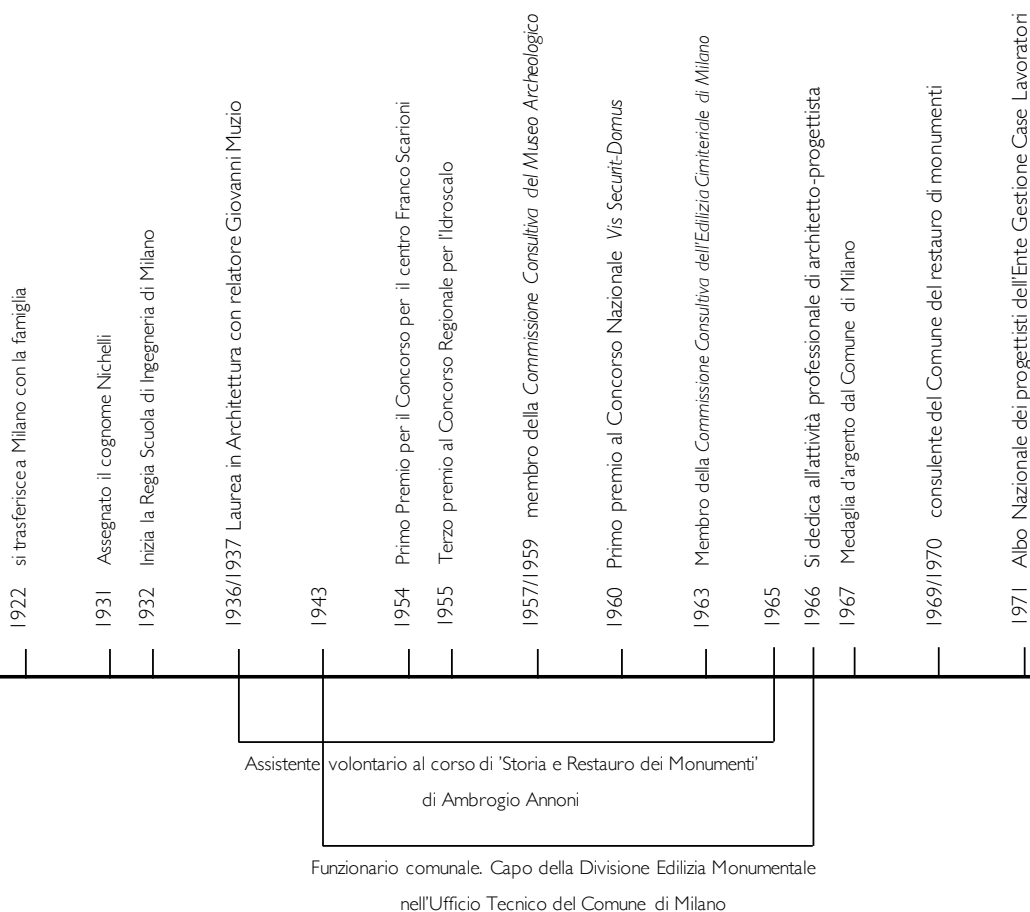 1922 si trasferisce a Milano con la famiglia
1931 Assegnato il cognome Nichelli
1932 Inizia la Regia Scuola di Ingegneria di Milano
1936/1937 Laurea in Architettura con relatore Giovanni Muzio
1943
1954 Primo Premio per il Concorso per il centro Franco Scarioni
1955 Terzo premio al Concorso Regionale per l'Idroscalo
1957/1959 membro della Commissione Consultiva del Museo Archeologico
1960 Primo premio al Concorso Nazionale Vis Securit-Domus
1963 Membro della Commissione Consultiva dell'Edilizia Cimiteriale di Milano
1965
1966 Si dedica all'attività professionale di architetto-progettista
1967 Medaglia d'argento dal Comune di Milano
1969/1970 consulente del Comune del restauro di monumenti
1971 Albo Nazionale dei progettisti dell'Ente Gestione Case Lavoratori
Assistente volontario al corso di 'Storia e Restauro dei Monumenti'
di Ambrogio Annoni
Funzionario comunale. Capo della Divisione Edilizia Monumentale
nell'Ufficio Tecnico del Comune di Milano